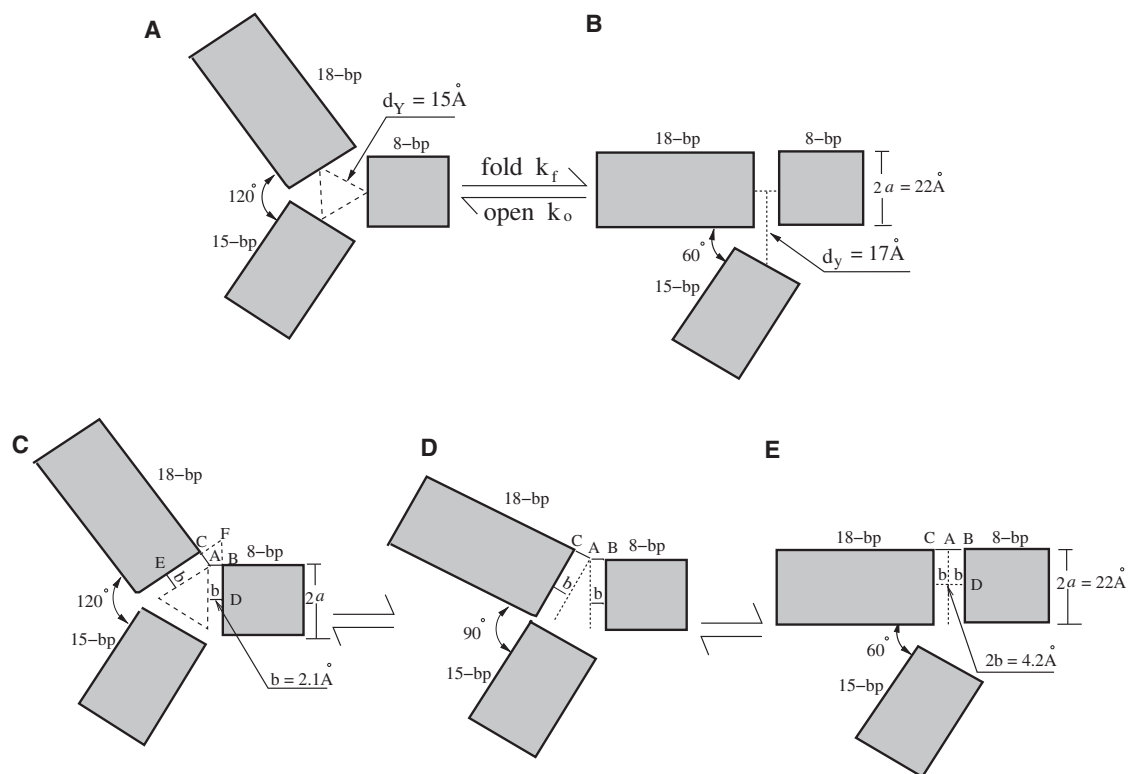 A
18−bp
d_Y = 15Å
8−bp
120°
15−bp
fold k_f
open k_o
B
18−bp
8−bp
2 a = 22Å
60°
15−bp
d_y = 17Å
C
18−bp
F
C
A
B
8−bp
E
b
b
D
2a
120°
15−bp
b = 2.1Å
D
18−bp
C
A
B
8−bp
b
b
90°
15−bp
E
18−bp
C
A
B
8−bp
b
b
D
2a = 22Å
60°
15−bp
2b = 4.2Å